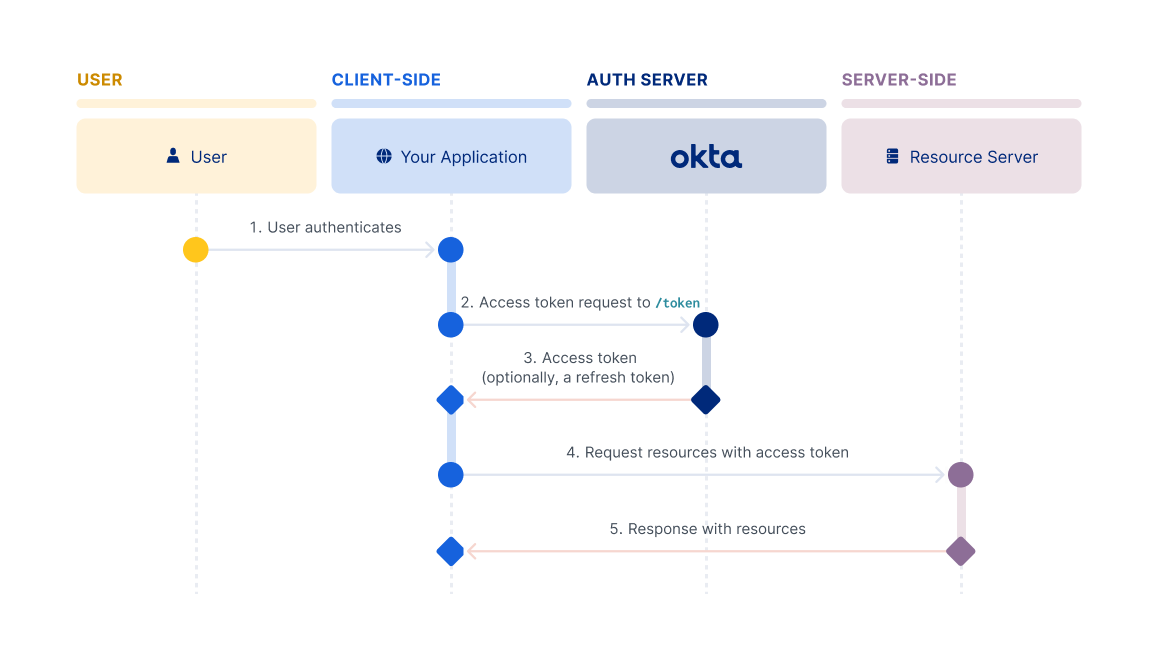 USER
CLIENT-SIDE
AUTH SERVER
SERVER-SIDE
User
Your Application
okta
Resource Server
1. User authenticates
2. Access token request to /token
3. Access token
(optionally, a refresh token)
4. Request resources with access token
5. Response with resources